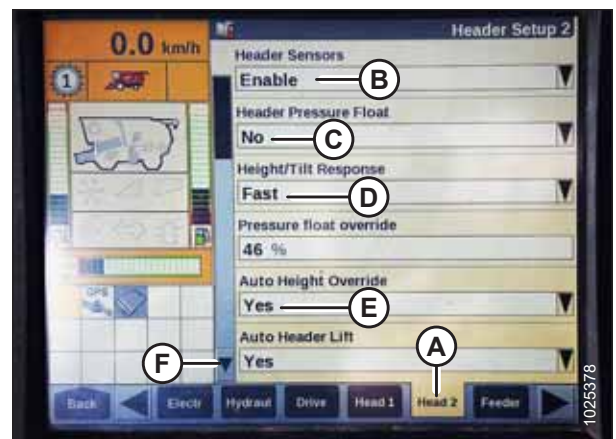 0.0 km/h
Header Setup 2
1
Header Sensors
Enable
B
Header Pressure Float
No
C
Height/Tilt Response
Fast
D
Pressure float override
46 %
Auto Height Override
Yes
E
GPS
Auto Header Lift
Yes
F
A
Back
Electr
Hydraul
Drive
Head 1
Head 2
Feeder
1025378